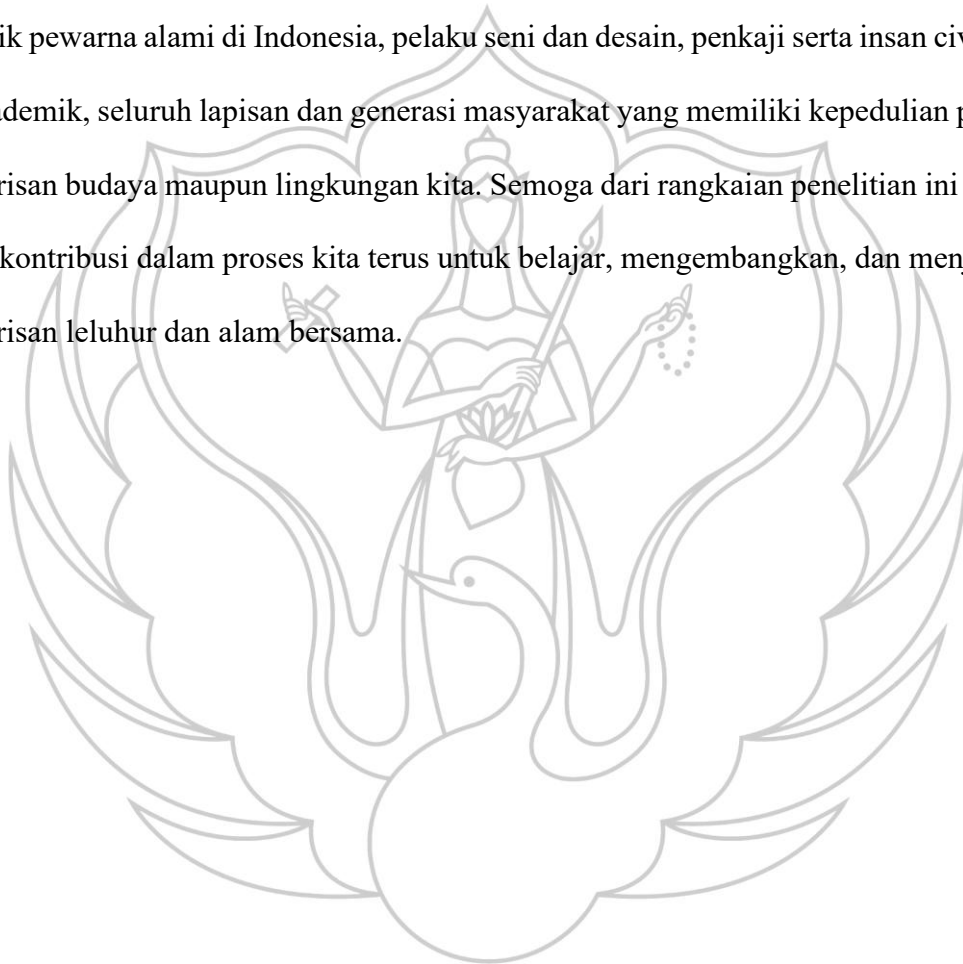 ik pewarna alami di Indonesia, pelaku seni dan desain, penkaji serta insan civ
demik, seluruh lapisan dan generasi masyarakat yang memiliki kepedulian p
risan budaya maupun lingkungan kita. Semoga dari rangkaian penelitian ini
kontribusi dalam proses kita terus untuk belajar, mengembangkan, dan menj
risan leluhur dan alam bersama.